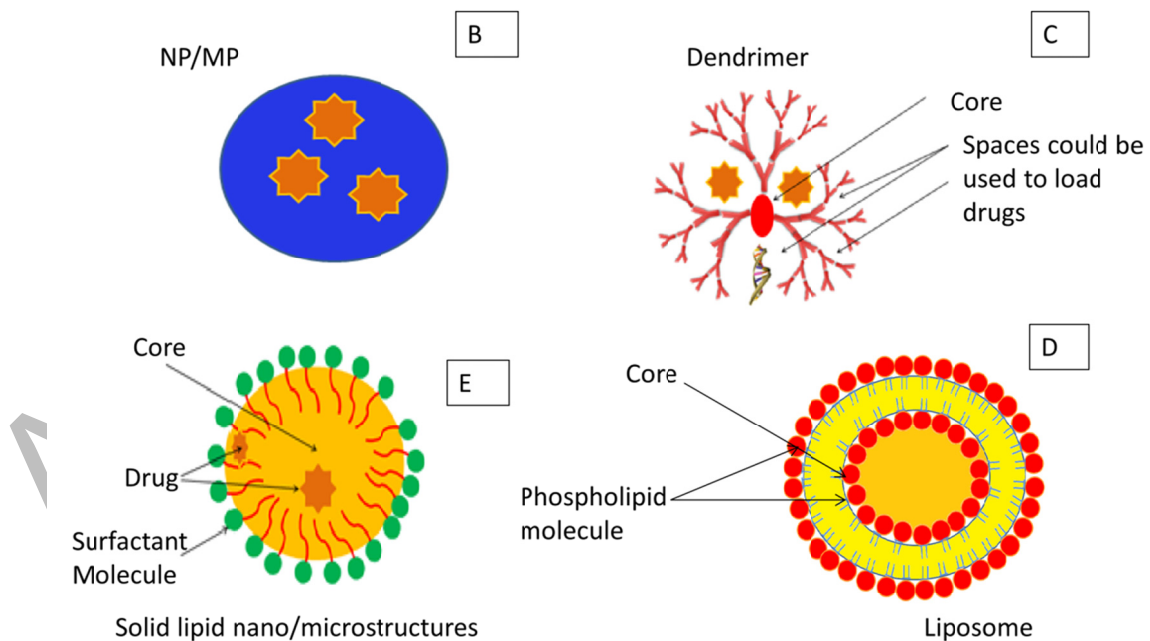 B
NP/MP
C
Dendrimer
Core
Spaces could be
used to load
drugs
Core
E
Drug
Surfactant
Molecule
Solid lipid nano/microstructures
D
Core
Phospholipid
molecule
Liposome